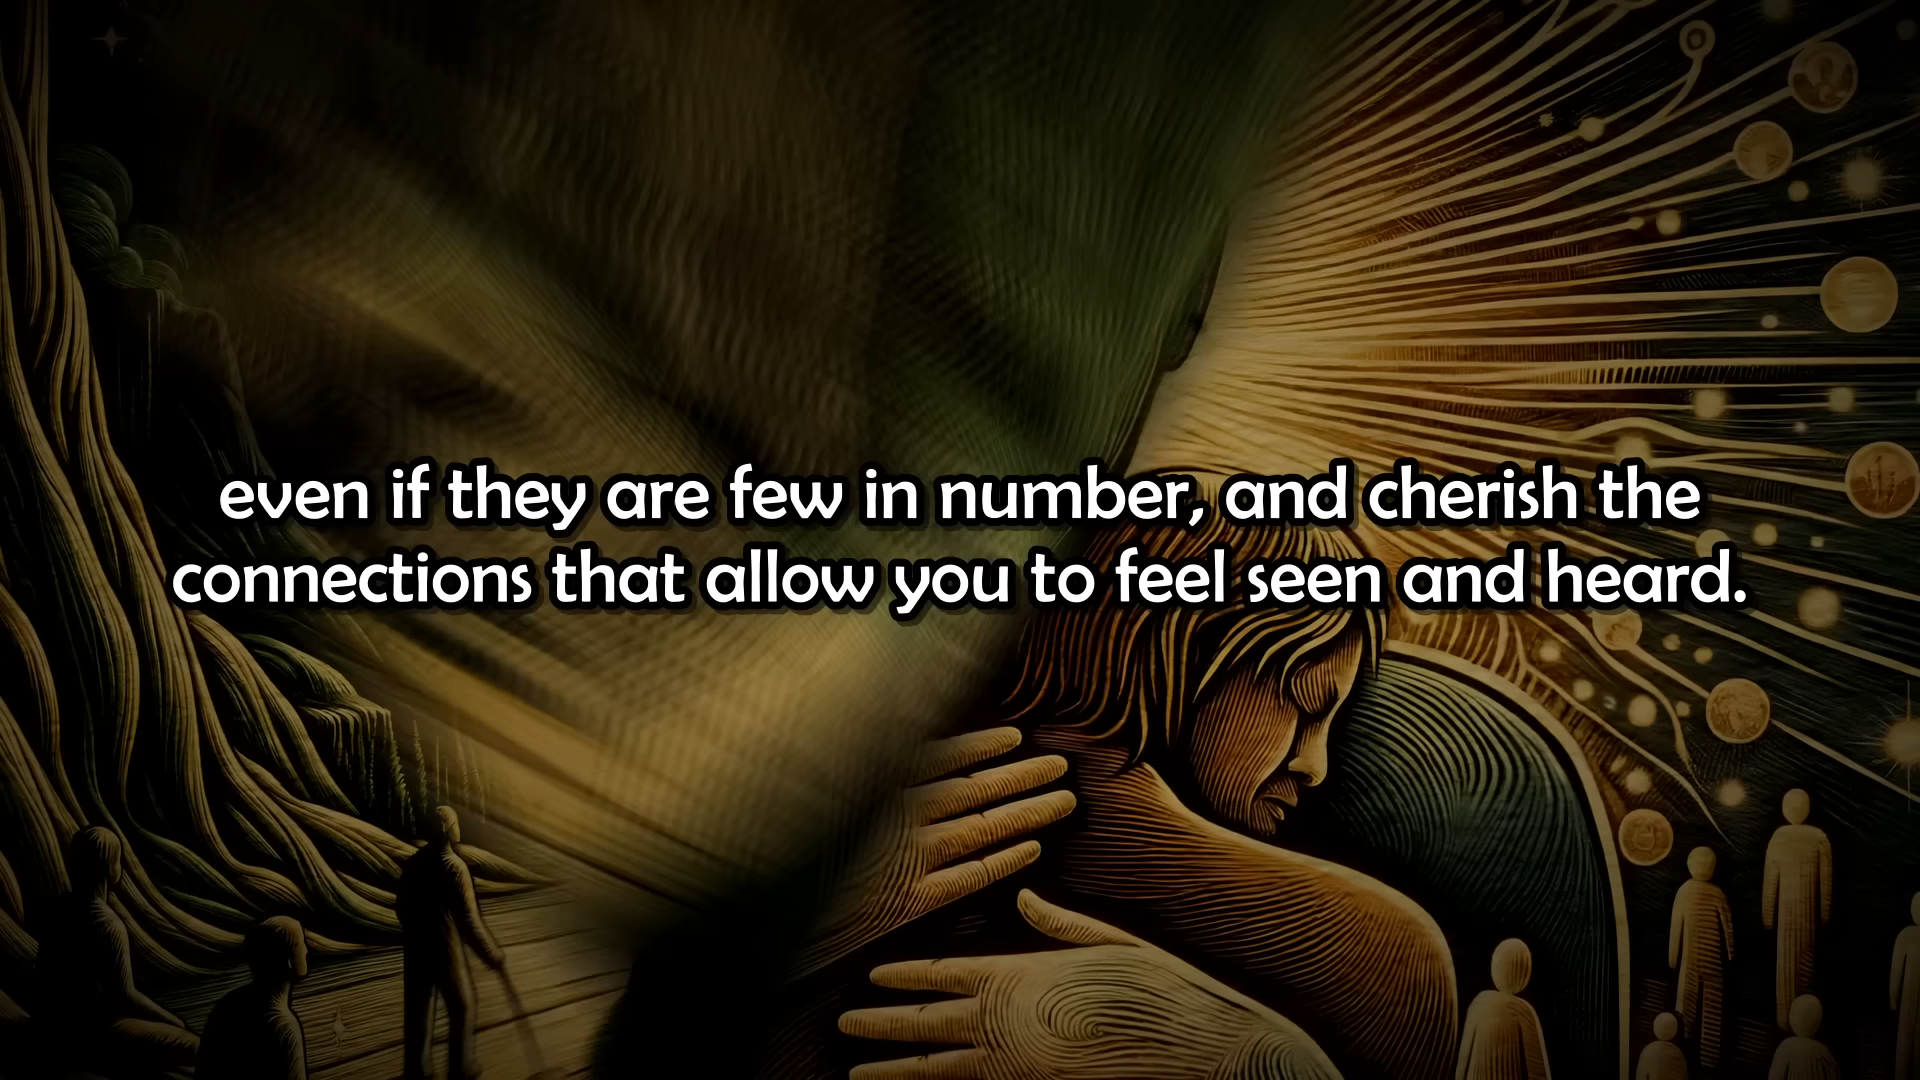 even if they are few in number, and cherish the
connections that allow you to feel seen and heard.